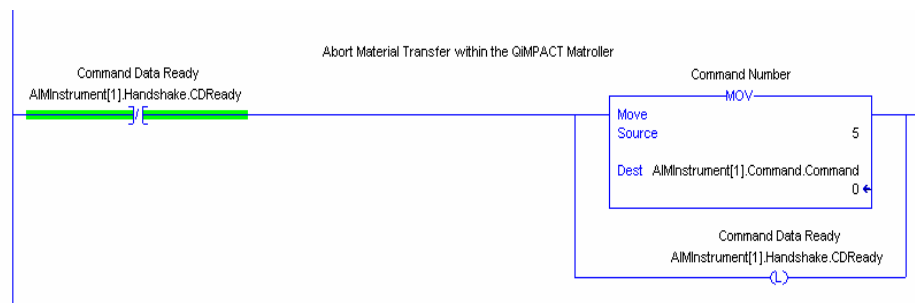 Abort Material Transfer within the QiMPACT Matroller
Command Data Ready
AIMInstrument[1].Handshake.CDReady
Command Number
MOV
Move
Source 5
Dest AIMInstrument[1].Command.Command
0
Command Data Ready
AIMInstrument[1].Handshake.CDReady
L